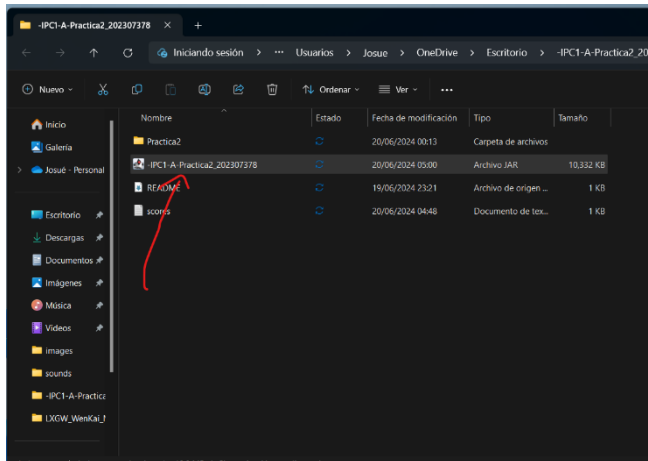 -IPC1-A-Practica2_202307378
Iniciando sesión > ... Usuarios > Josue > OneDrive > Escritorio > -IPC1-A-Practica2_20
Nuevo Ordenar Ver ...
Nombre Estado Fecha de modificación Tipo Tamaño
Inicio
Galería
Josué - Personal
Escritorio
Descargas
Documentos
Imágenes
Música
Videos
images
sounds
-IPC1-A-Practica
LXGW_WenKai_
Practica2 20/06/2024 00:13 Carpeta de archivos
-IPC1-A-Practica2_202307378 20/06/2024 05:00 Archivo JAR 10,332 KB
README 19/06/2024 23:21 Archivo de origen ... 1 KB
scores 20/06/2024 04:48 Documento de tex... 1 KB